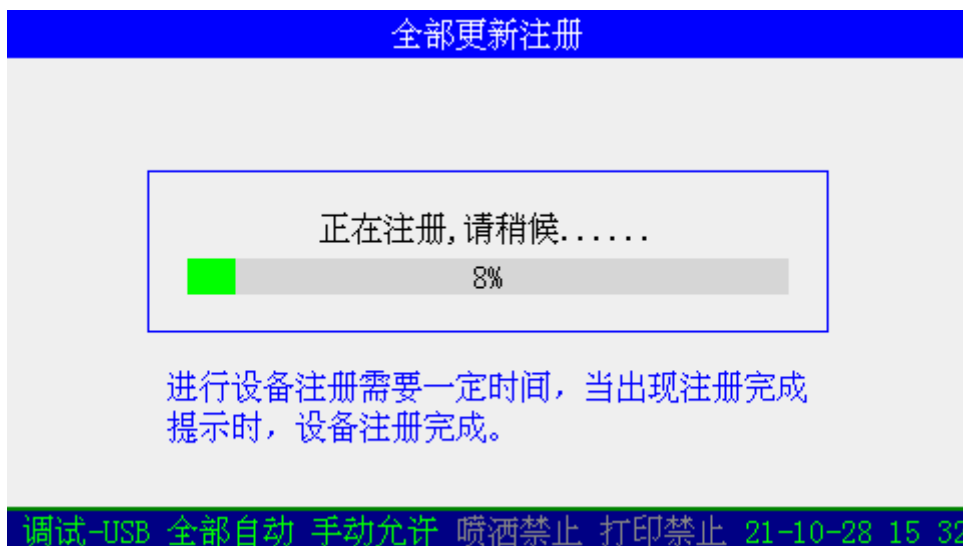 全部更新注册
正在注册,请稍候......
8%
进行设备注册需要一定时间，当出现注册完成
提示时，设备注册完成。
调试-USB 全部自动 手动允许 喷洒禁止 打印禁止 21-10-28 15 32